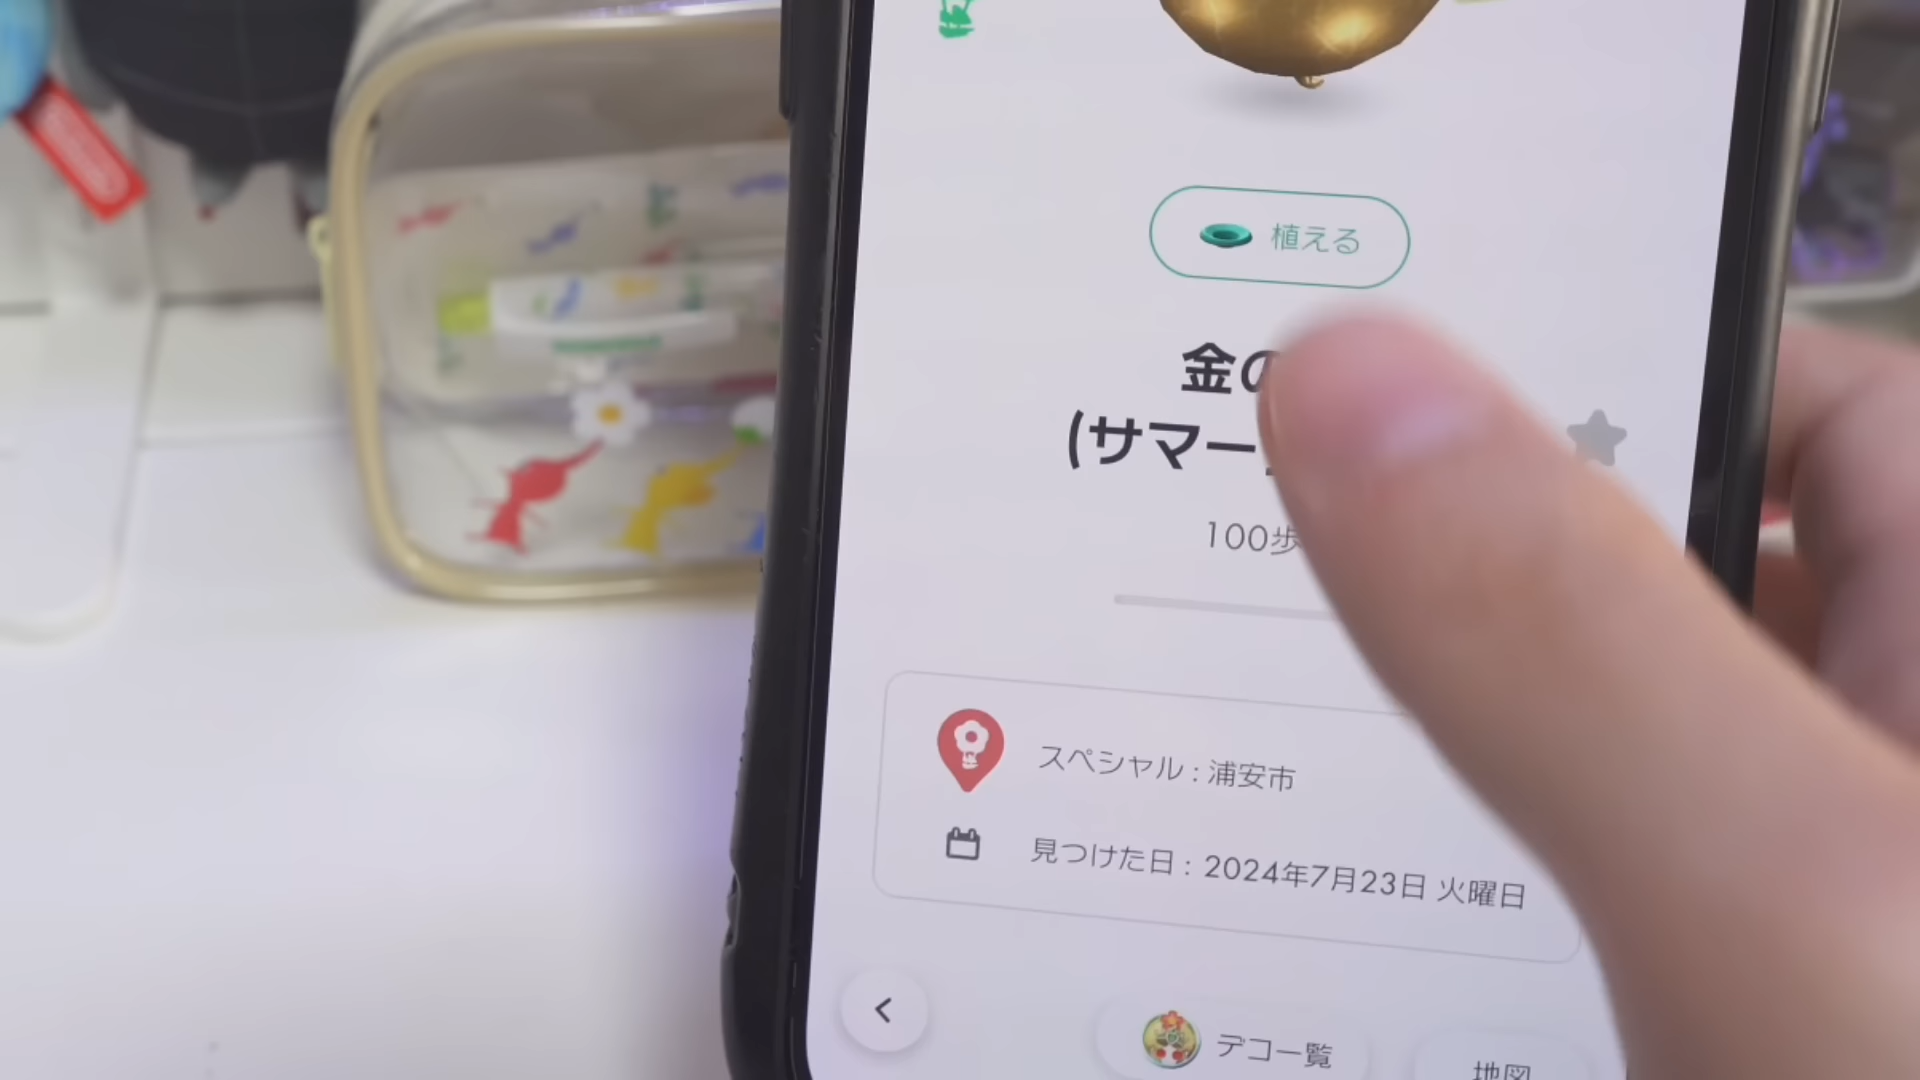 植える
金の
(サマー
100歩
スペシャル : 浦安市
見つけた日 : 2024年7月23日 火曜日
デコ一覧
地図